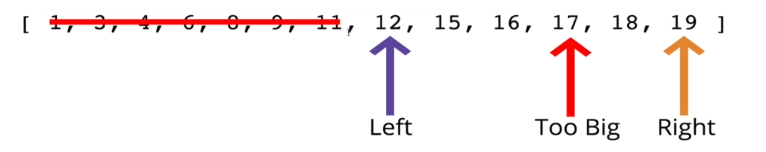 [ 1, 3, 4, 6, 8, 9, 11, 12, 15, 16, 17, 18, 19 ]
Left Too Big Right